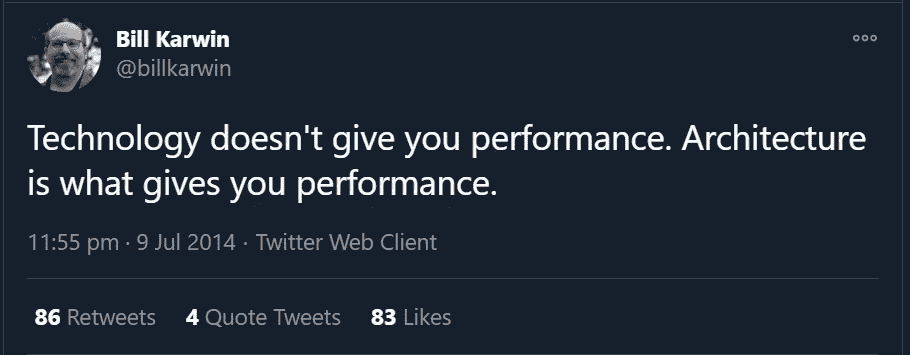 Bill Karwin
@billkarwin
Technology doesn't give you performance. Architecture
is what gives you performance.
11:55 pm · 9 Jul 2014 · Twitter Web Client
86 Retweets 4 Quote Tweets 83 Likes